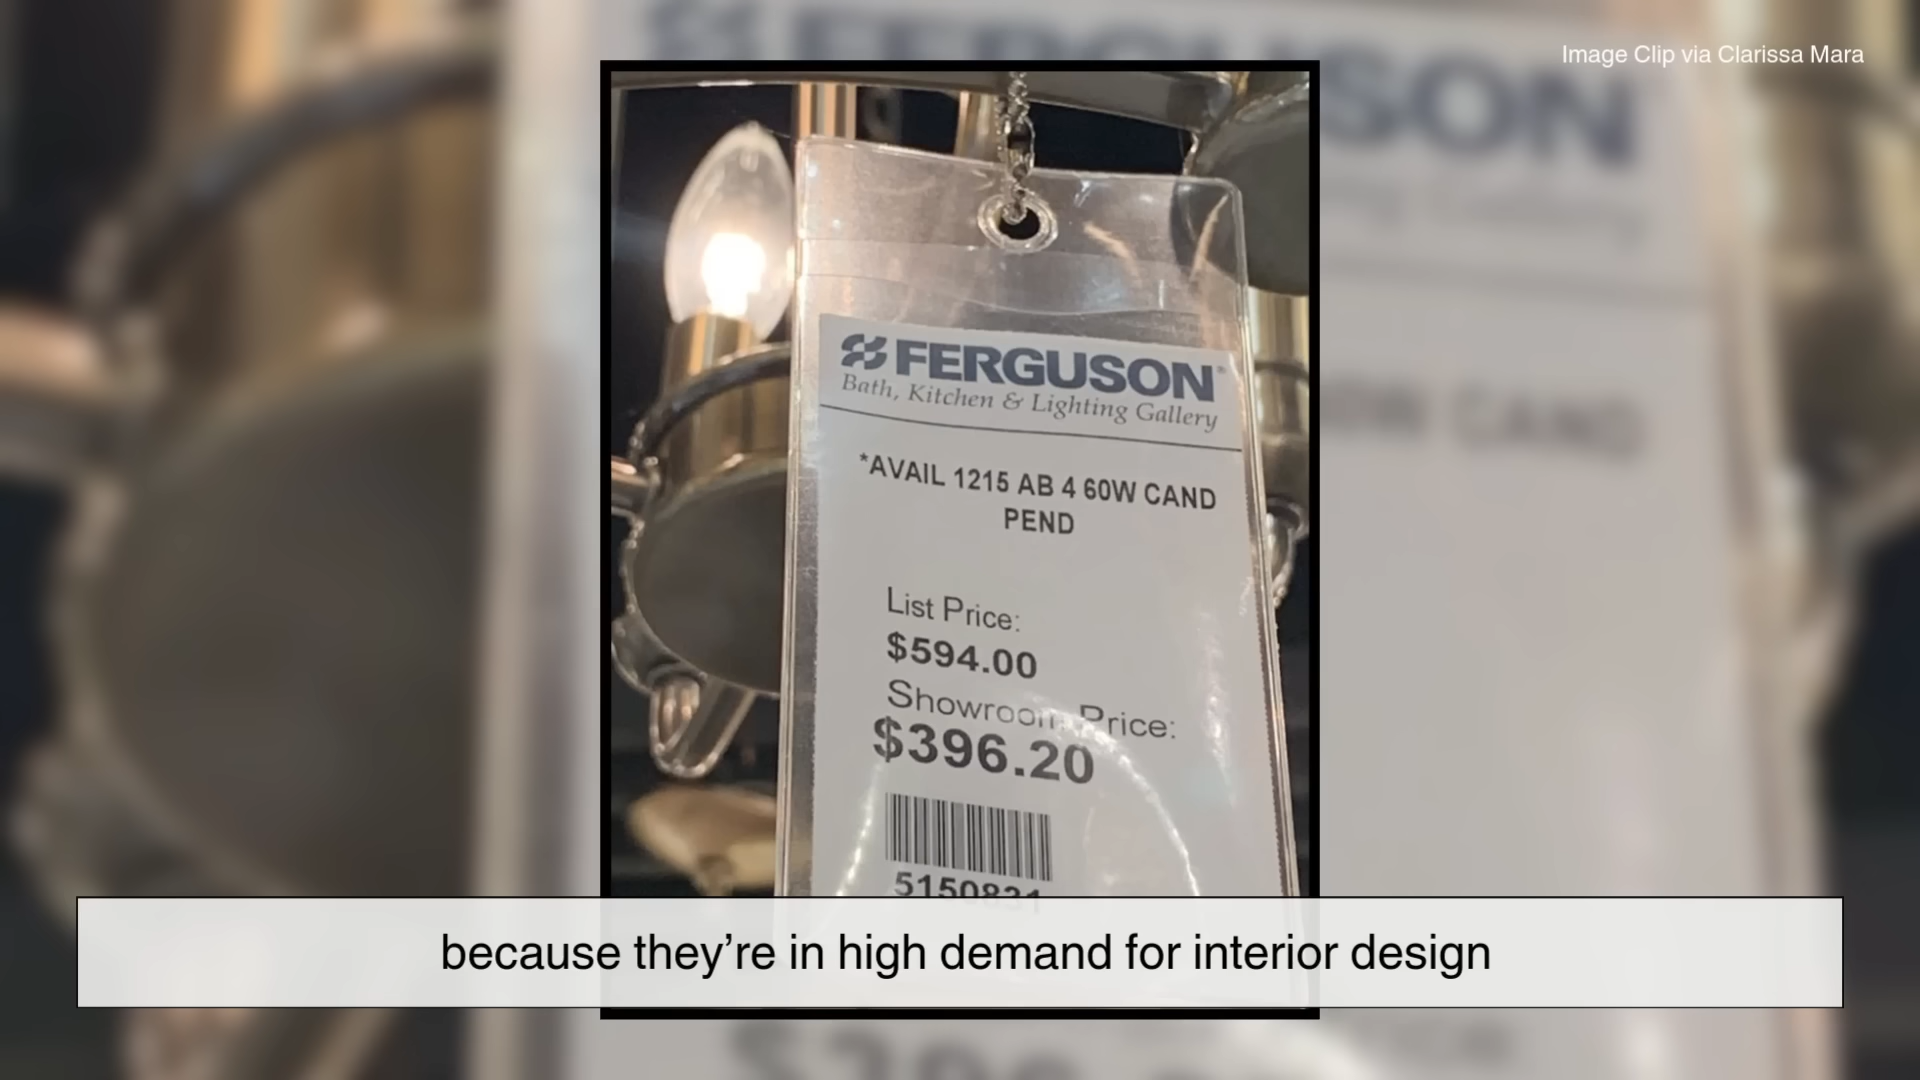 Image Clip via Clarissa Mara
FERGUSON
Bath, Kitchen & Lighting Gallery
*AVAIL 1215 AB 4 60W CAND
PEND
List Price:
$594.00
Showroom Price:
$396.20
5150831
because they’re in high demand for interior design